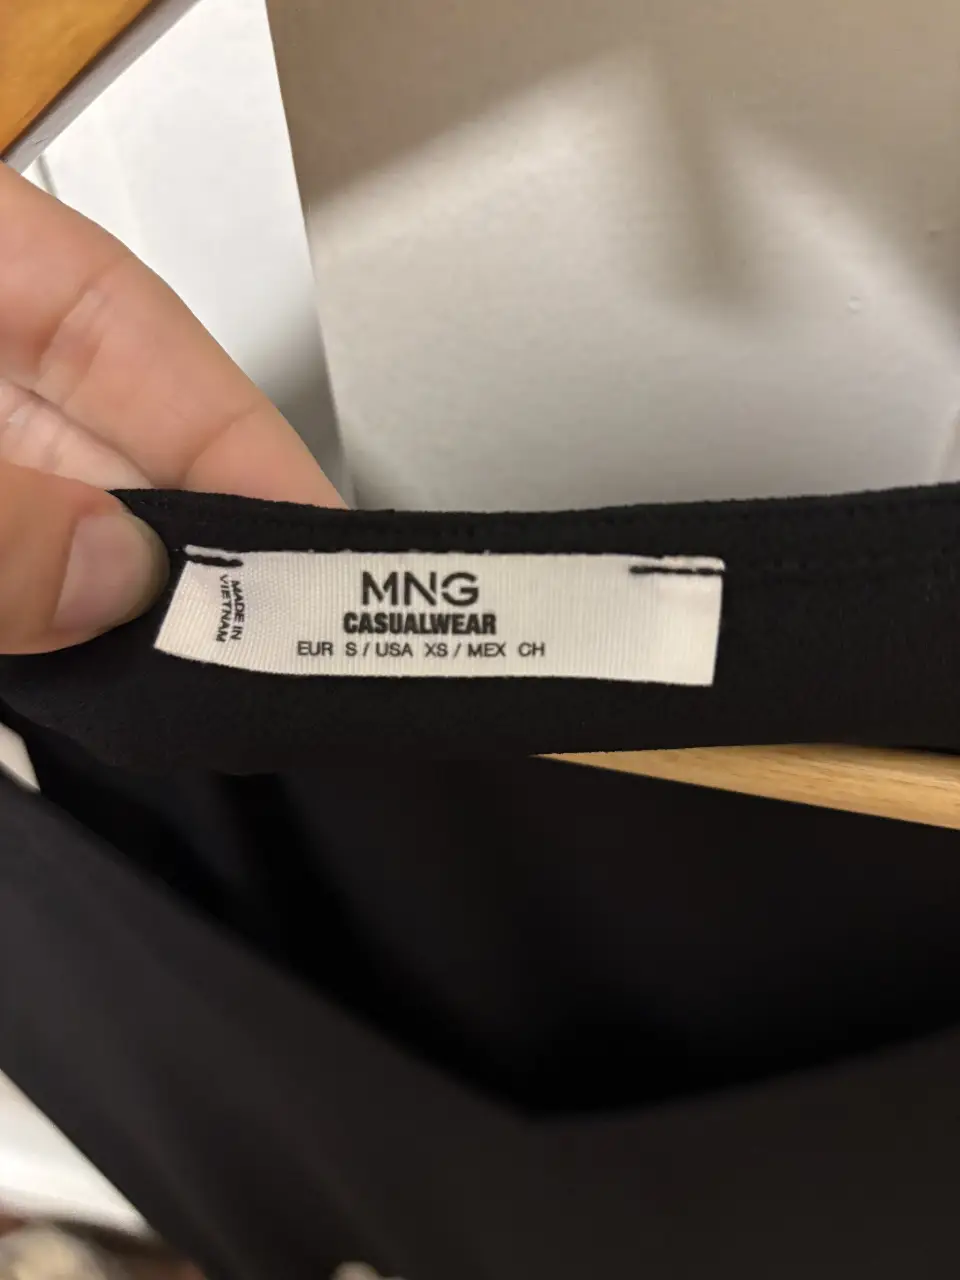 MNG
CASUALWEAR
EUR S / USA XS / MEX CH
MADE IN
VIETNAM